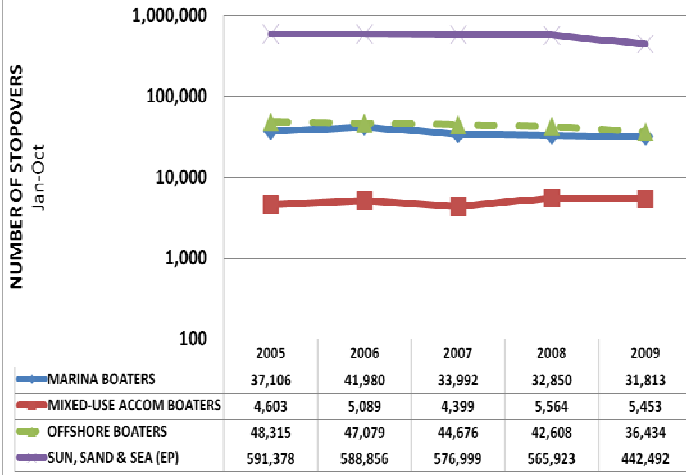 NUMBER OF STOPOVERS
Jan-Oct
1,000,000
100,000
10,000
1,000
100
2005 2006 2007 2008 2009
MARINA BOATERS 37,106 41,980 33,992 32,850 31,813
MIXED-USE ACCOM BOATERS 4,603 5,089 4,399 5,564 5,453
OFFSHORE BOATERS 48,315 47,079 44,676 42,608 36,434
SUN, SAND & SEA (EP) 591,378 588,856 576,999 565,923 442,492